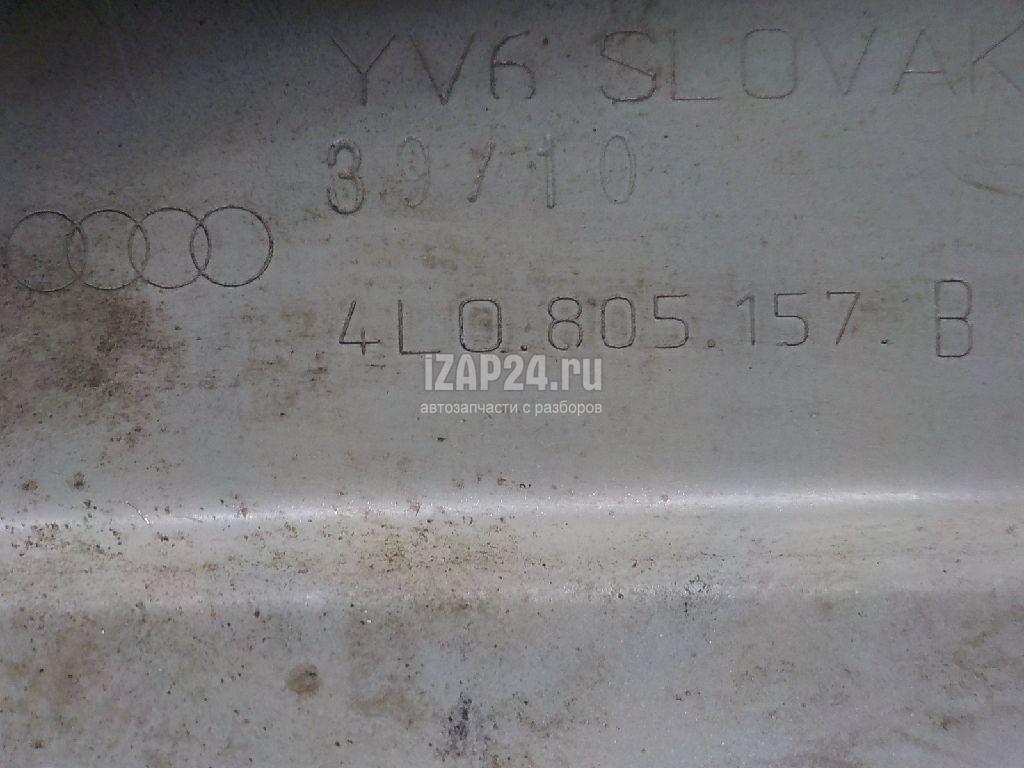 YV6 SLOVAK
39/10
4L0.805.157. B
iZAP24.ru
автозапчасти с разборов